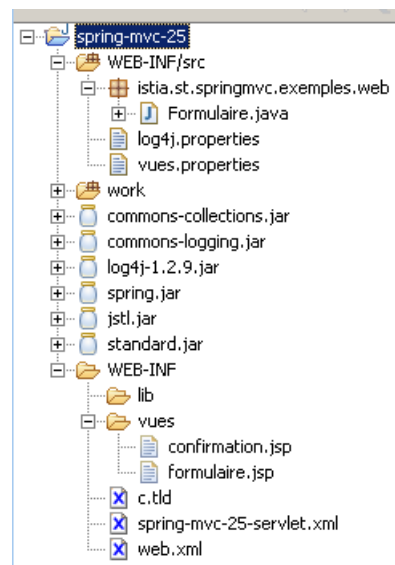 spring-mvc-25
WEB-INF/src
istia.st.springmvc.exemples.web
Formulaire.java
log4j.properties
vues.properties
work
commons-collections.jar
commons-logging.jar
log4j-1.2.9.jar
spring.jar
jstl.jar
standard.jar
WEB-INF
lib
vues
confirmation.jsp
formulaire.jsp
c.tld
spring-mvc-25-servlet.xml
web.xml